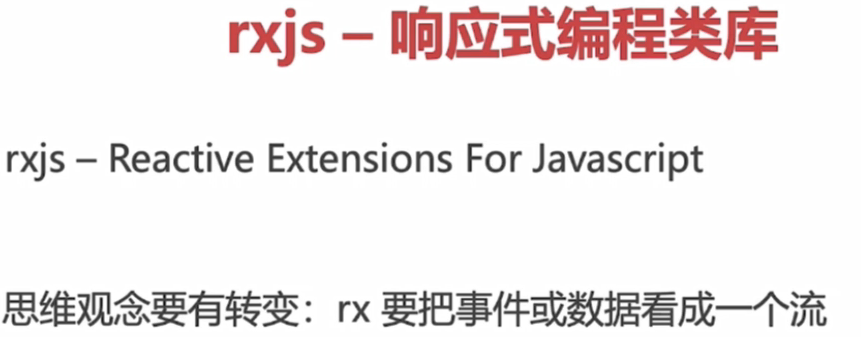 rxjs – 响应式编程类库
rxjs – Reactive Extensions For Javascript
思维观念要有转变：rx 要把事件或数据看成一个流